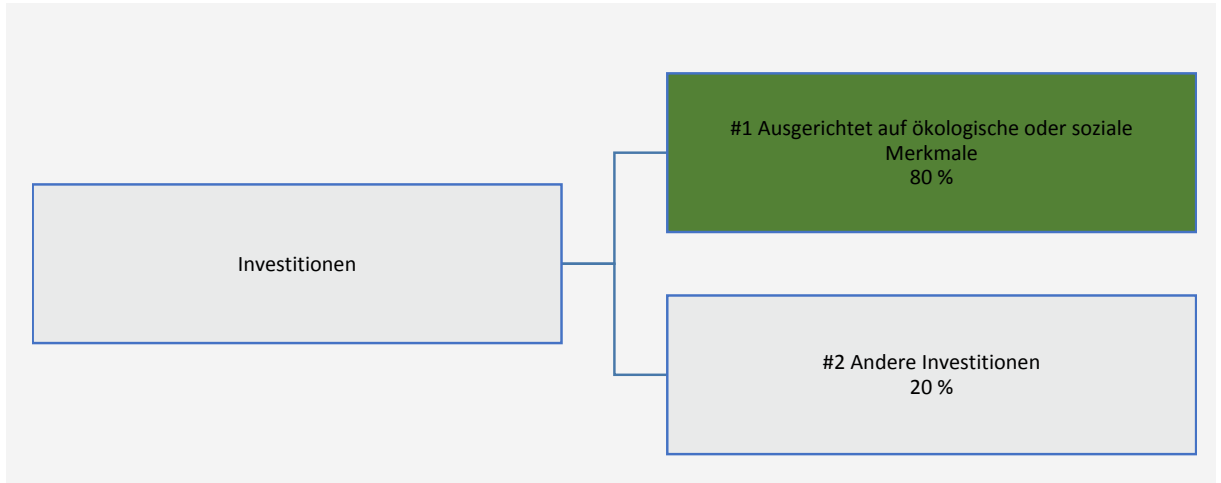 Investitionen
#1 Ausgerichtet auf ökologische oder soziale
Merkmale
80 %
#2 Andere Investitionen
20 %